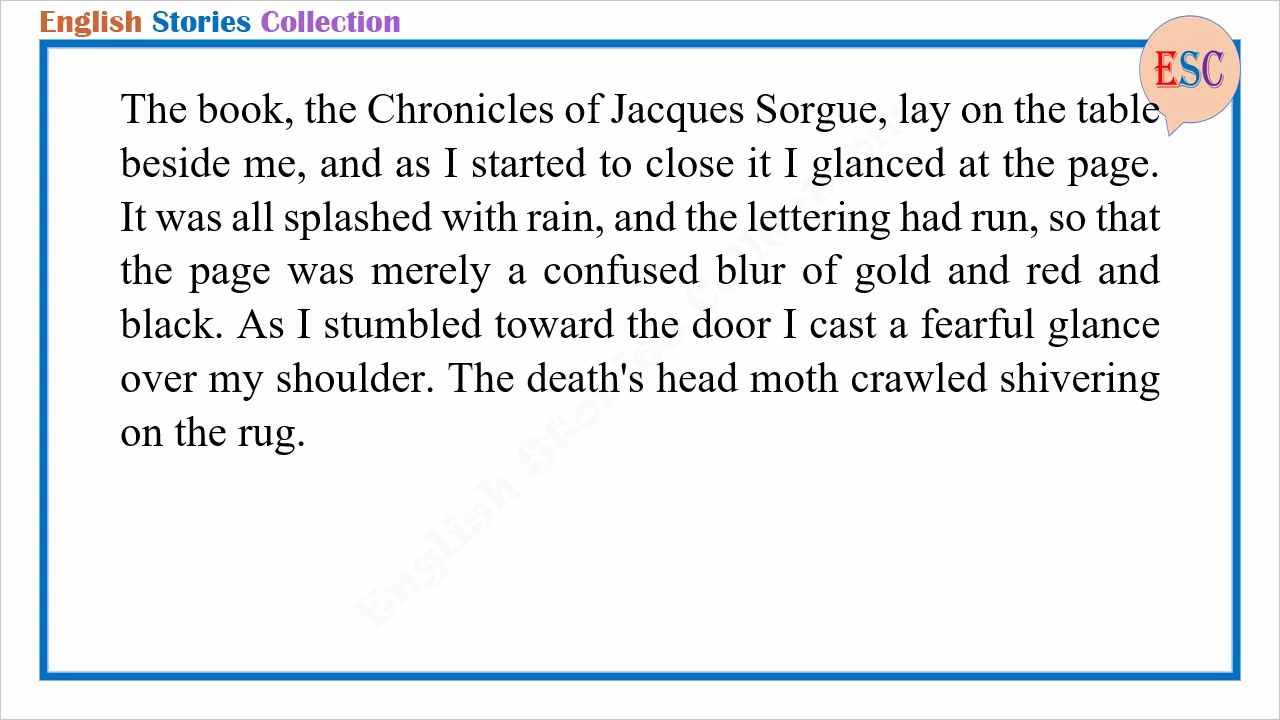 English Stories Collection
ESC
The book, the Chronicles of Jacques Sorgue, lay on the table
beside me, and as I started to close it I glanced at the page.
It was all splashed with rain, and the lettering had run, so that
the page was merely a confused blur of gold and red and
black. As I stumbled toward the door I cast a fearful glance
over my shoulder. The death's head moth crawled shivering
on the rug.
English Stories Collection